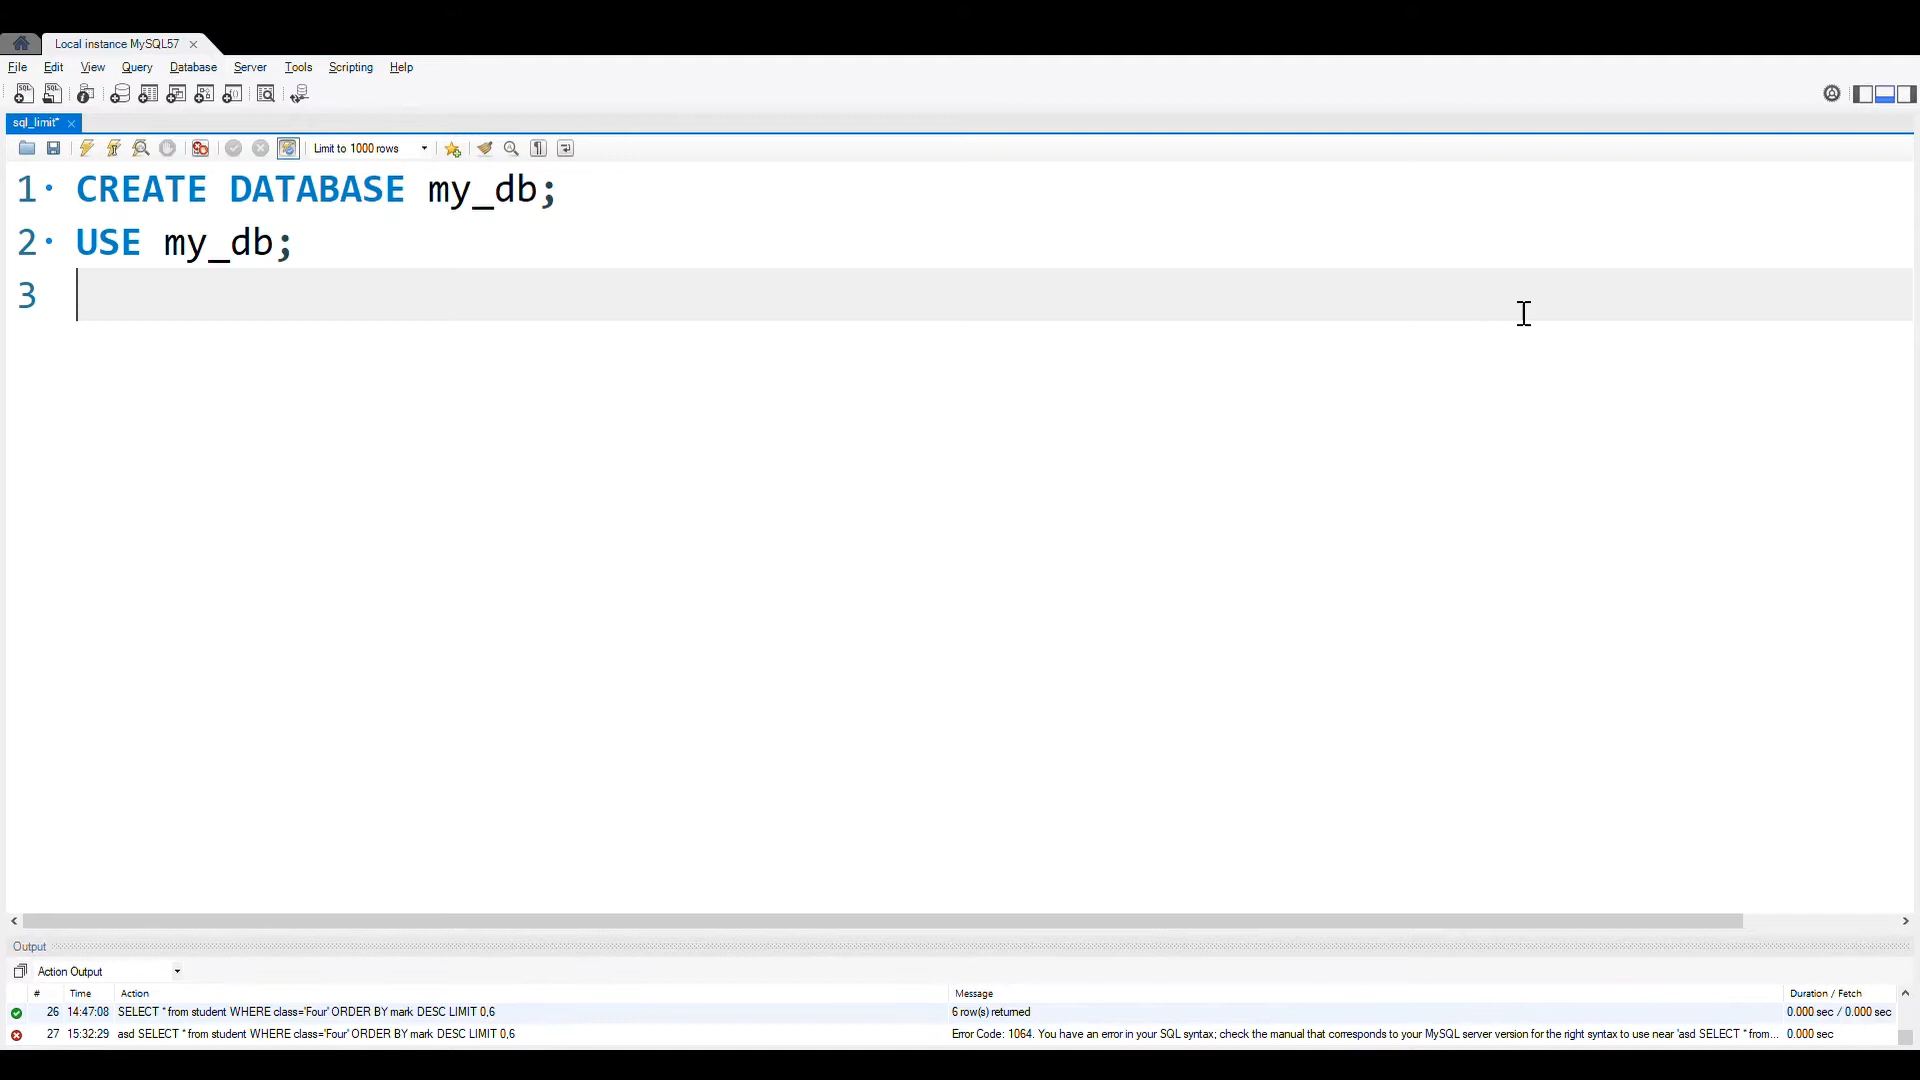 Local instance MySQL57
File Edit View Query Database Server Tools Scripting Help
sql_limit*
Limit to 1000 rows
1 CREATE DATABASE my_db;
2 USE my_db;
3
Output
Action Output
# Time Action Message Duration / Fetch
26 14:47:08 SELECT * from student WHERE class='Four' ORDER BY mark DESC LIMIT 0,6 6 row(s) returned 0.000 sec / 0.000 sec
27 15:32:29 asd SELECT * from student WHERE class='Four' ORDER BY mark DESC LIMIT 0,6 Error Code: 1064. You have an error in your SQL syntax; check the manual that corresponds to your MySQL server version for the right syntax to use near 'asd SELECT * from... 0.000 sec